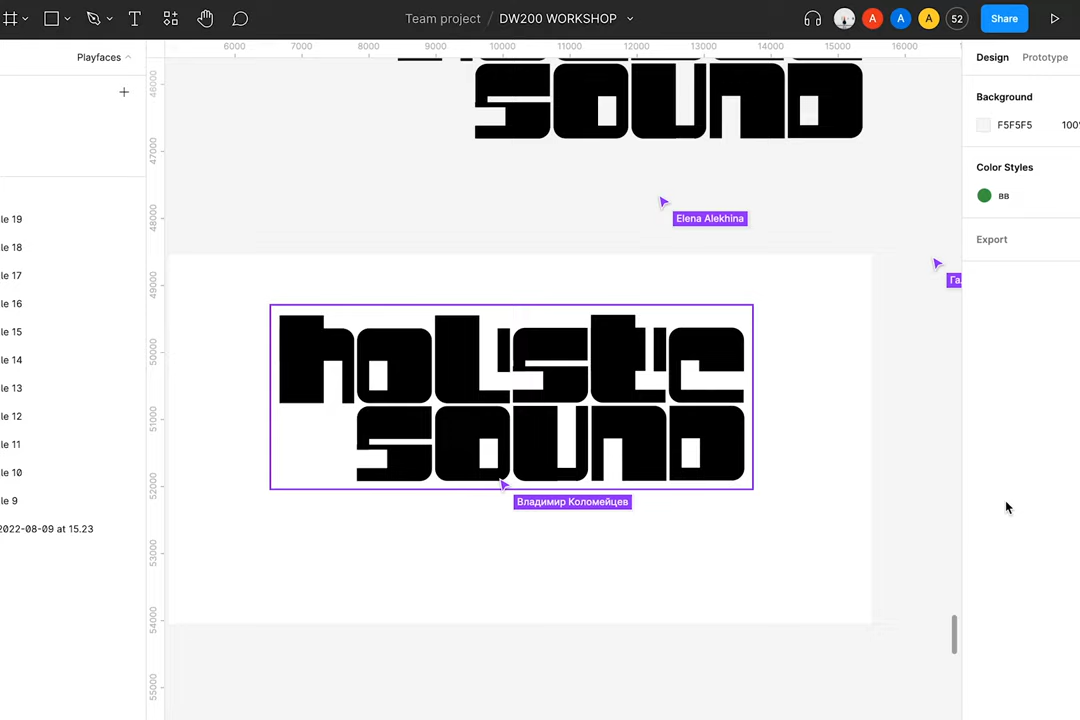 Team project / DW200 WORKSHOP
A
A
A
52
Share
Playfaces
Design
Prototype
6000 7000 8000 9000 10000 11000 12000 13000 14000 15000 16000
Background
F5F5F5
100%
Color Styles
BB
Export
le 19
le 18
le 17
le 16
le 15
le 14
le 13
le 12
le 11
le 10
le 9
2022-08-09 at 15.23
48000
47000
48000
49000
50000
51000
52000
53000
54000
55000
sound
Elena Alekhina
Га
holistic
sound
Владимир Коломейцев